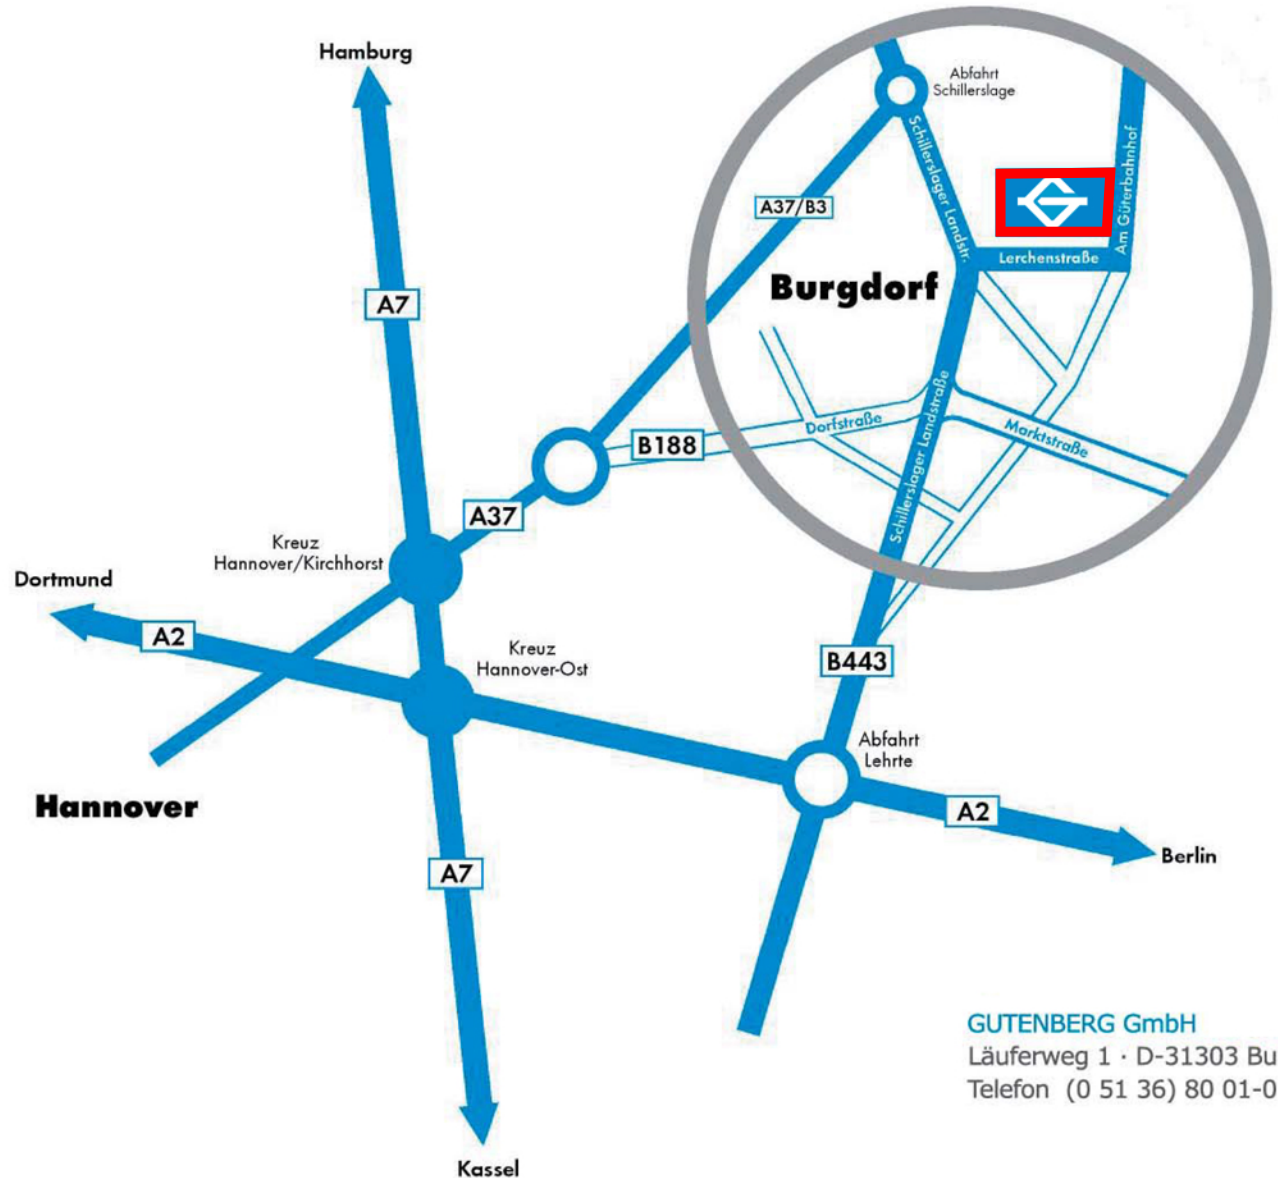 Hamburg
Abfahrt
Schillerslage
Schillerslager Landstr.
Am Güterbahnhof
A37/B3
Lerchenstraße
Burgdorf
A7
Schillerslager Landstraße
Dorfstraße
Marktstraße
B188
A37
Kreuz
Hannover/Kirchhorst
Dortmund
A2
Kreuz
Hannover-Ost
B443
Abfahrt
Lehrte
Hannover
A2
Berlin
A7
GUTENBERG GmbH
Läuferweg 1 · D-31303 Bu
Telefon (0 51 36) 80 01-0
Kassel